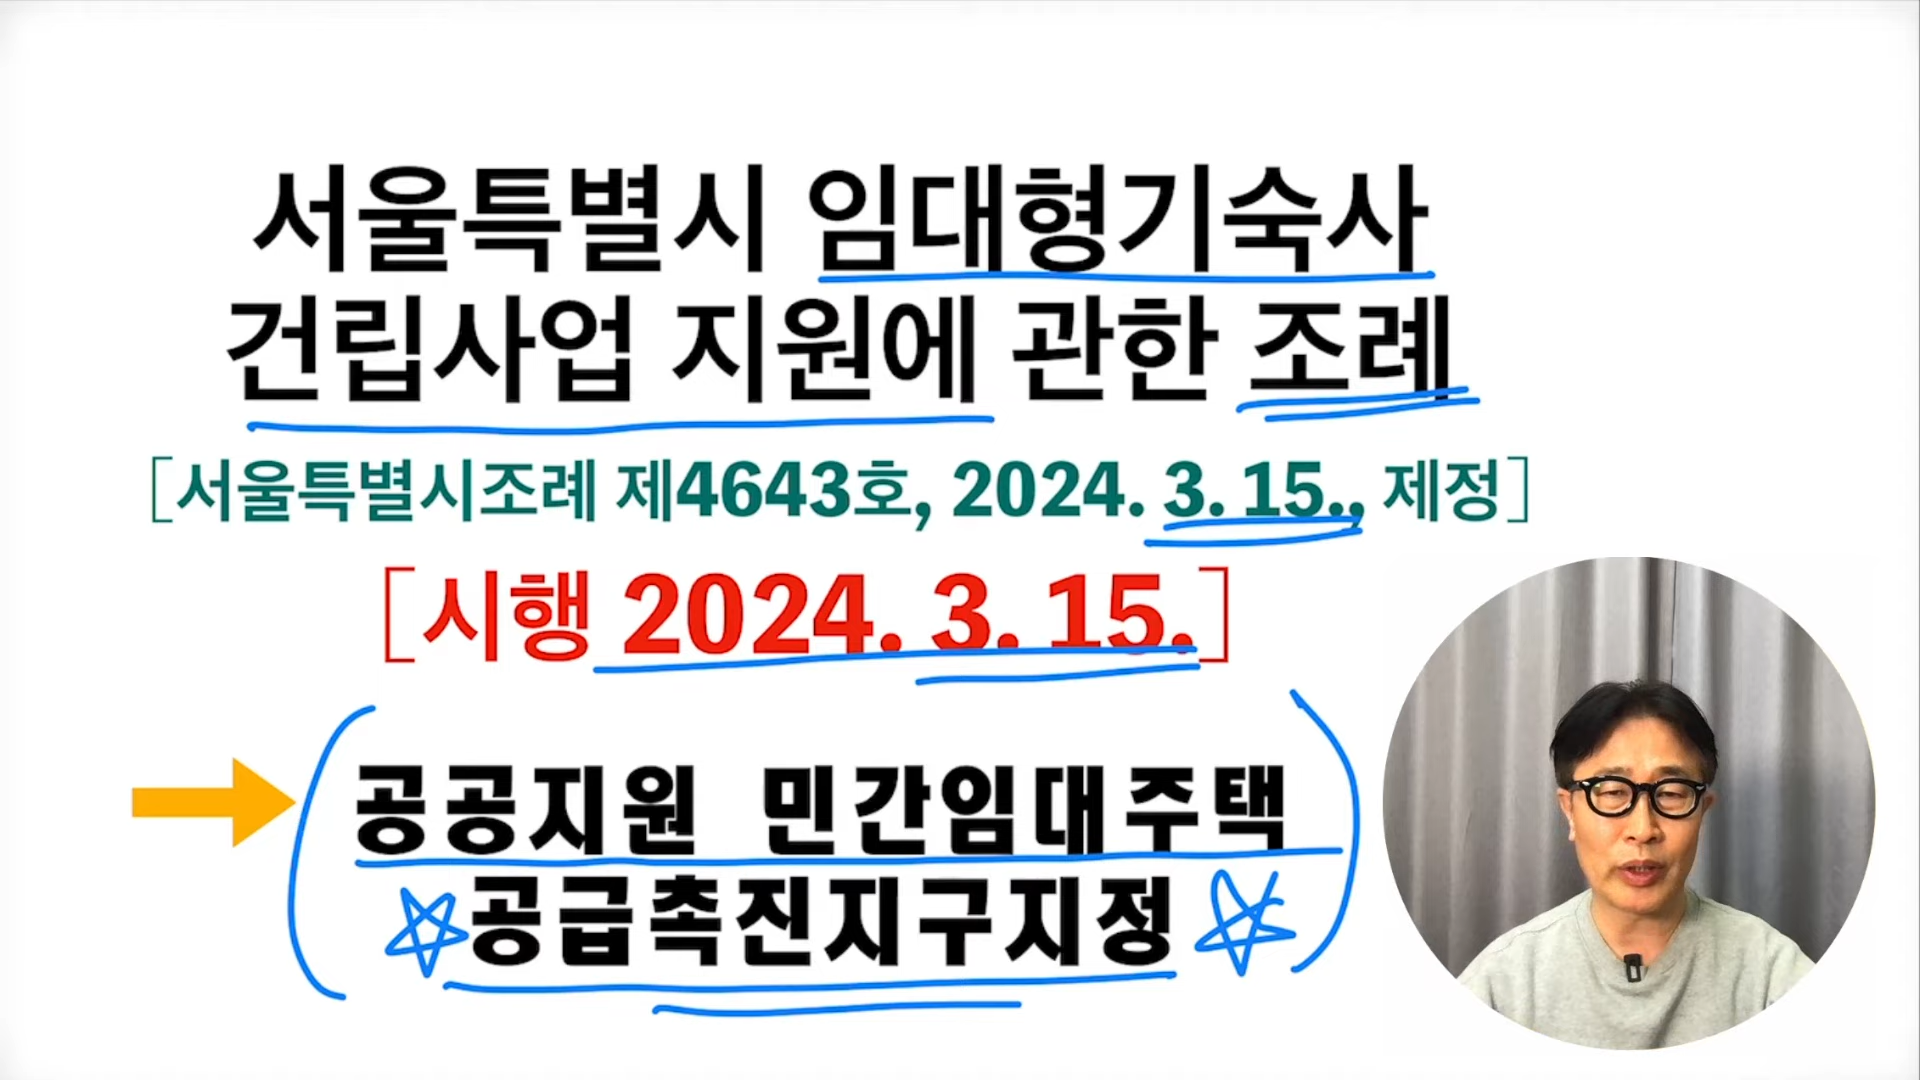 서울특별시 임대형기숙사
건립사업 지원에 관한 조례
[서울특별시조례 제4643호, 2024. 3. 15., 제정]
[시행 2024. 3. 15.]
공공지원 민간임대주택
공급촉진지구지정